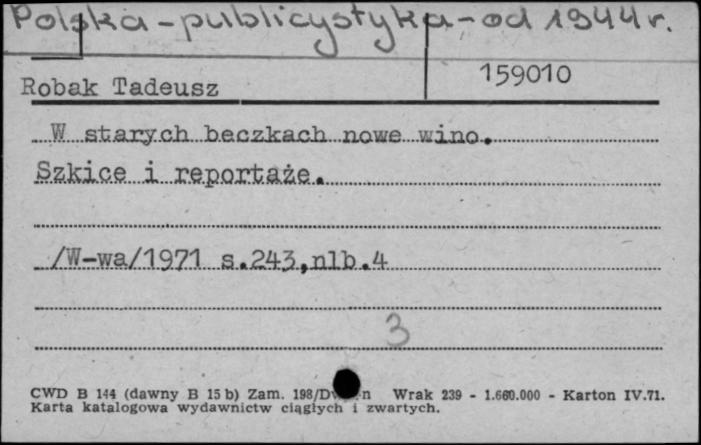 Polska - publicystyka - od 1944 r.
159010
Robak Tadeusz
W starych beczkach nowe wino.
Szkice i reportaże.
/W-wa/1971 s.243,nlb.4
3
CWD B 144 (dawny B 15 b) Zam. 198/ Wrak 239 - 1.660.000 - Karton IV.71.
Karta katalogowa wydawnictw ciągłych i zwartych.